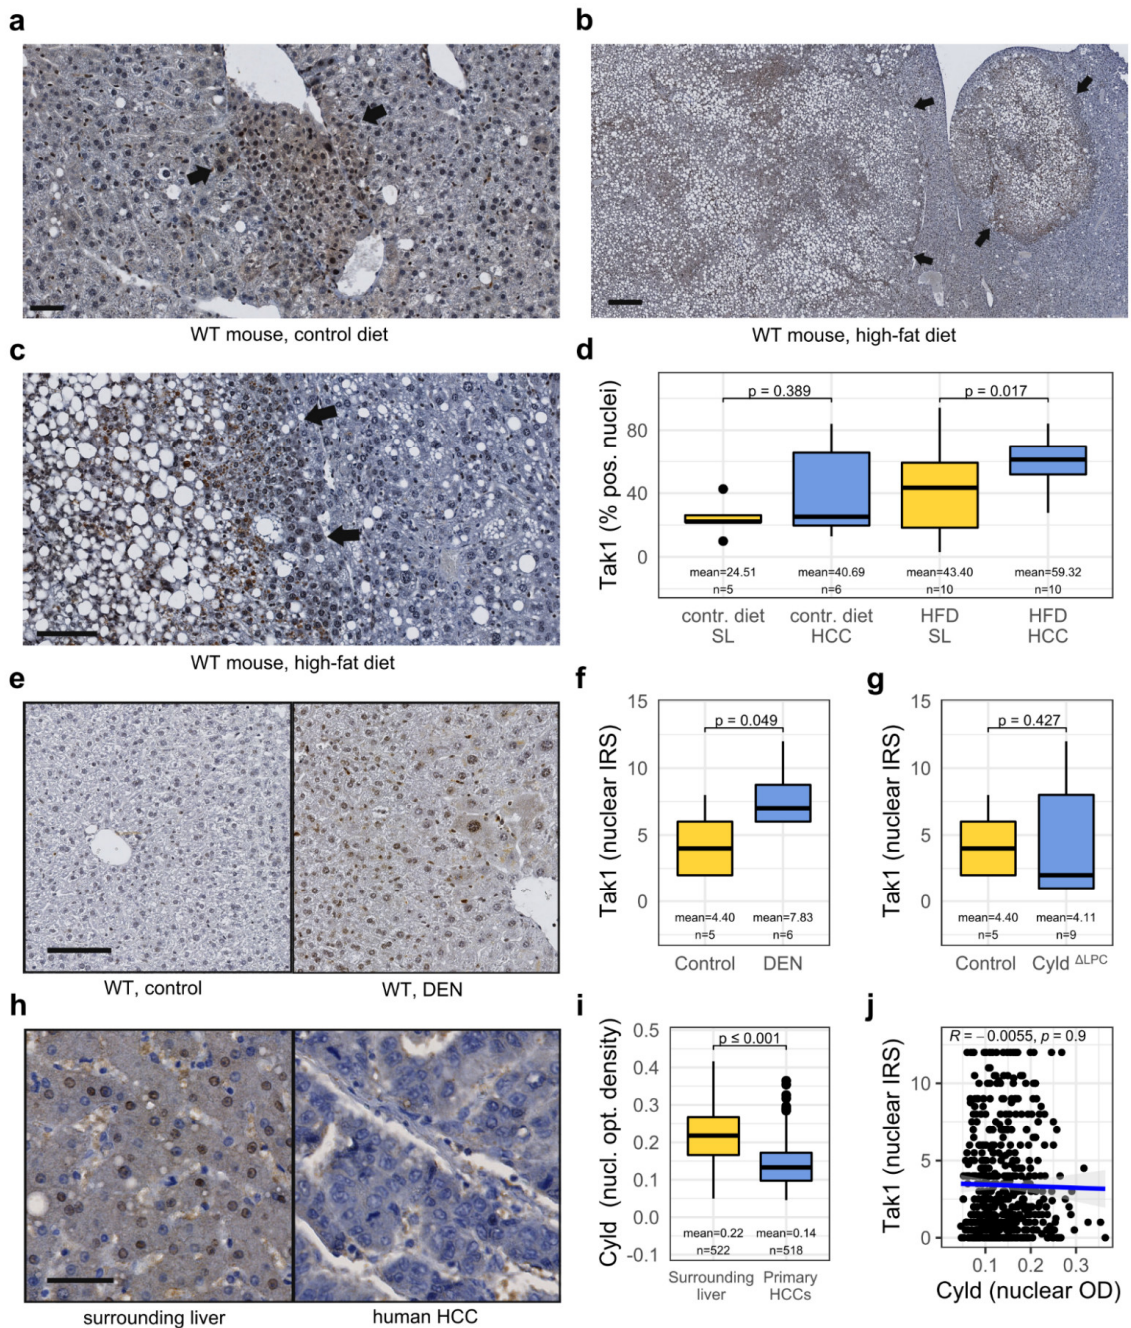 a
b
WT mouse, control diet
WT mouse, high-fat diet
c
WT mouse, high-fat diet
d
Tak1 (% pos. nuclei)
80
40
0
p = 0.389
p = 0.017
mean=24.51
n=5
mean=40.69
n=6
mean=43.40
n=10
mean=59.32
n=10
contr. diet
SL
contr. diet
HCC
HFD
SL
HFD
HCC
e
WT, control
WT, DEN
f
Tak1 (nuclear IRS)
15
10
5
0
p = 0.049
mean=4.40
n=5
mean=7.83
n=6
Control
DEN
g
Tak1 (nuclear IRS)
15
10
5
0
p = 0.427
mean=4.40
n=5
mean=4.11
n=9
Control
Cyld ΔLPC
h
surrounding liver
human HCC
i
Cyld (nucl. opt. density)
0.5
0.4
0.3
0.2
0.1
0.0
-0.1
p ≤ 0.001
mean=0.22
n=522
mean=0.14
n=518
Surrounding
liver
Primary
HCCs
j
Tak1 (nuclear IRS)
R = −0.0055, p = 0.9
10
5
0
0.1
0.2
0.3
Cyld (nuclear OD)